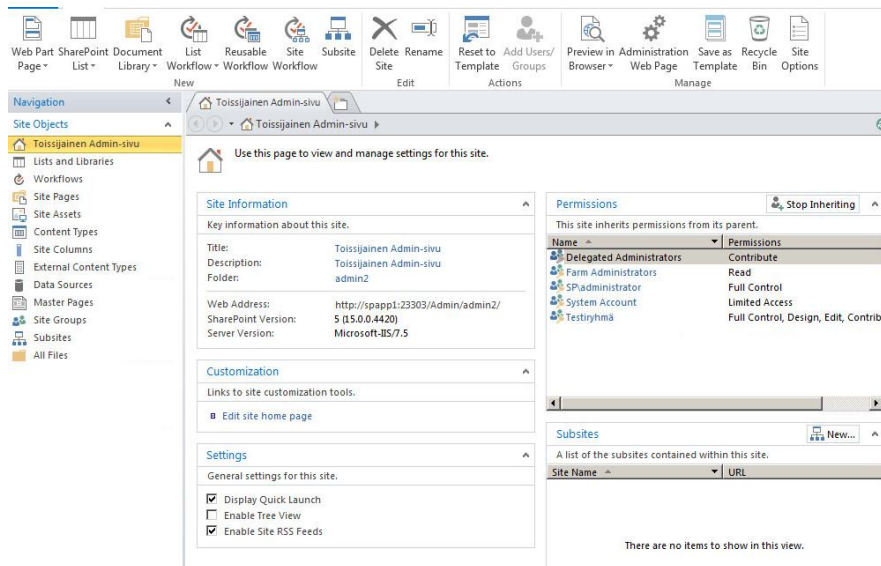 Web Part Page
SharePoint List
Document Library
List Workflow
Reusable Workflow
Site Workflow
Subsite
Delete Site
Rename
Reset to Template
Add Users/ Groups
Preview in Browser
Administration Web Page
Save as Template
Recycle Bin
Site Options
New
Edit
Actions
Manage
Navigation
Site Objects
Toissijainen Admin-sivu
Lists and Libraries
Workflows
Site Pages
Site Assets
Content Types
Site Columns
External Content Types
Data Sources
Master Pages
Site Groups
Subsites
All Files
Toissijainen Admin-sivu
Toissijainen Admin-sivu
Use this page to view and manage settings for this site.
Site Information
Key information about this site.
Title: Toissijainen Admin-sivu
Description: Toissijainen Admin-sivu
Folder: admin2
Web Address: http://spapp1:23303/Admin/admin2/
SharePoint Version: 5 (15.0.0.4420)
Server Version: Microsoft-IIS/7.5
Customization
Links to site customization tools.
Edit site home page
Settings
General settings for this site.
Display Quick Launch
Enable Tree View
Enable Site RSS Feeds
Permissions Stop Inheriting
This site inherits permissions from its parent.
Name Permissions
Delegated Administrators Contribute
Farm Administrators Read
SP\administrator Full Control
System Account Limited Access
Testiryhmä Full Control, Design, Edit, Contrib
Subsites New...
A list of the subsites contained within this site.
Site Name URL
There are no items to show in this view.